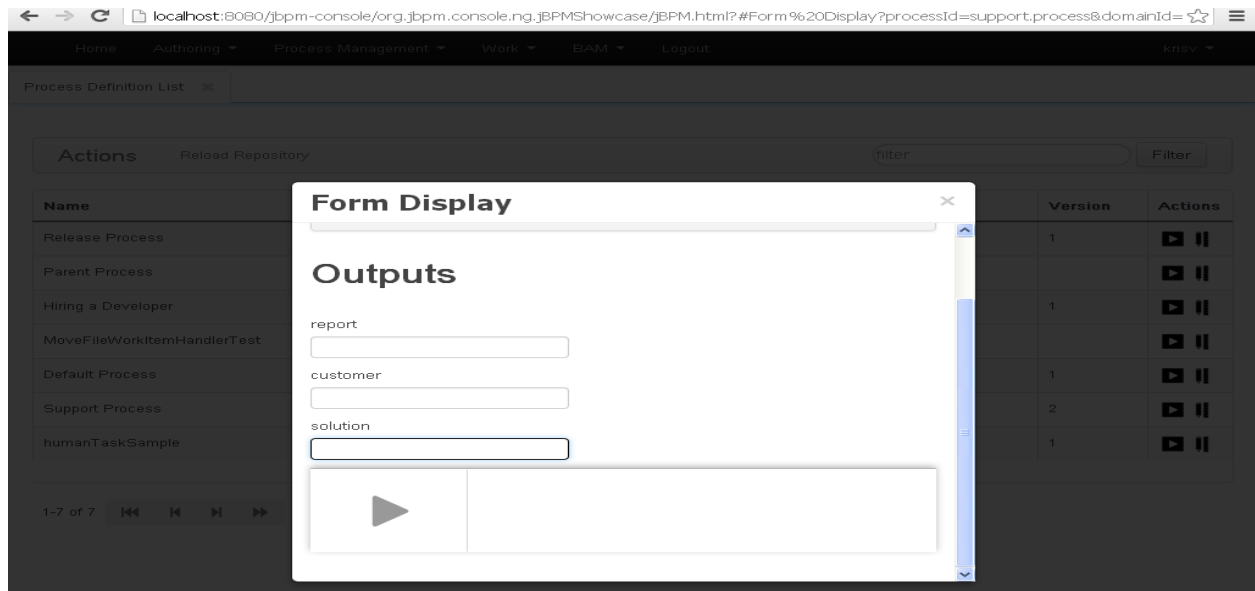 localhost:8080/jbpm-console/org.jbpm.console.ng.jBPMShowcase/jBPM.html?#Form%20Display?processId=support.process&domainId=
Home Authoring Process Management Work BAM Logout krisv
Process Definition List
Actions Reload Repository filter Filter
Form Display
Name Version Actions
Release Process 1
Outputs
Parent Process
Hiring a Developer 1
report
MoveFileWorkItemHandlerTest
Default Process 1
customer
Support Process 2
solution
humanTaskSample 1
1-7 of 7